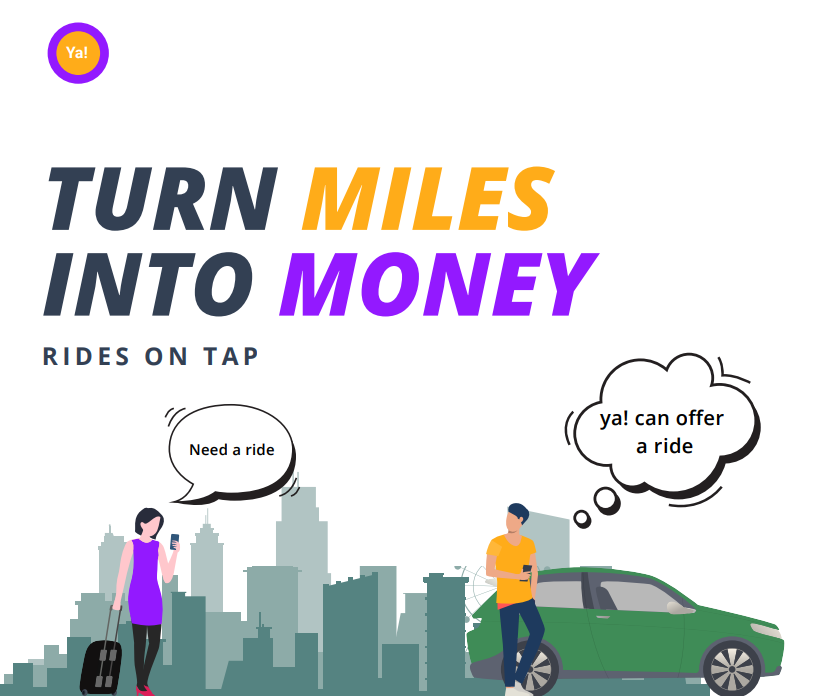 Ya!
TURN MILES
INTO MONEY
RIDES ON TAP
Need a ride
ya! can offer
a ride